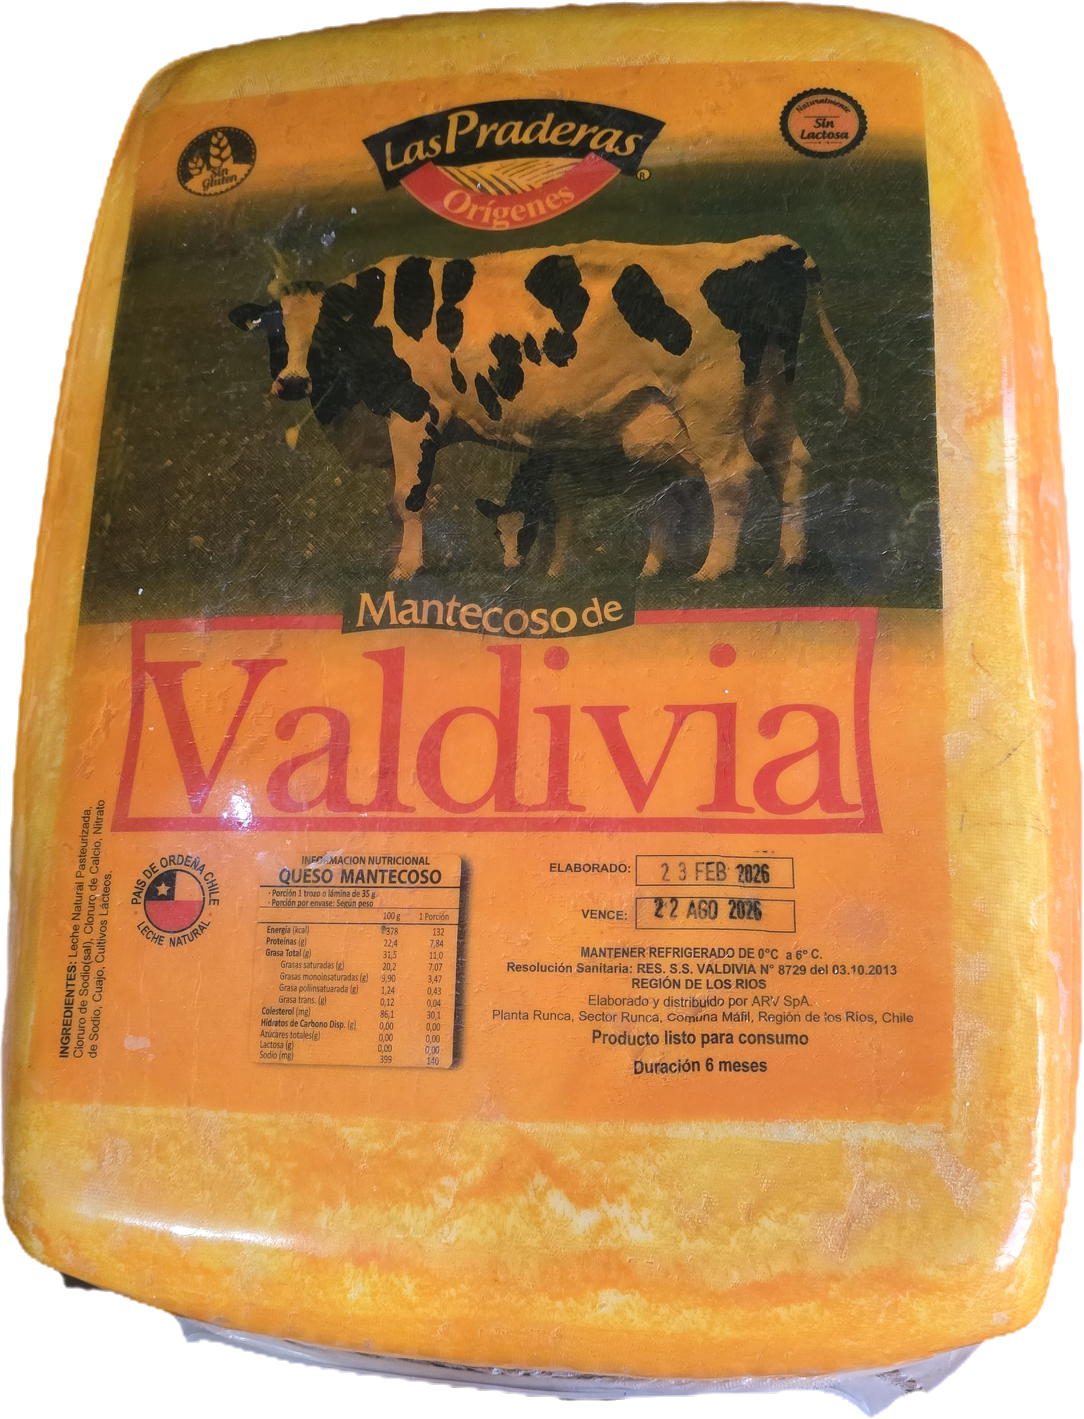 Sin
Gluten
Las Praderas
Orígenes
®
Naturalmente
Sin
Lactosa
Mantecoso de
Valdivia
INGREDIENTES: Leche Natural Pasteurizada,
Cloruro de Sodio(sal), Cloruro de Calcio, Nitrato
de Sodio, Cuajo, Cultivos Lácteos.
PAIS DE ORDEÑA CHILE
LECHE NATURAL
INFORMACION NUTRICIONAL
QUESO MANTECOSO
· Porción 1 trozo o lámina de 35 g
· Porción por envase: Según peso
100 g 1 Porción
Energía (kcal) 378 132
Proteínas (g) 22,4 7,84
Grasa Total (g) 31,5 11,0
Grasas saturadas (g) 20,2 7,07
Grasas monoinsaturadas (g) 9,90 3,47
Grasa poliinsatuarada (g) 1,24 0,43
Grasa trans. (g) 0,12 0,04
Colesterol (mg) 86,1 30,1
Hidratos de Carbono Disp. (g) 0,00 0,00
Azúcares totales(g) 0,00 0,00
Lactosa (g) 0,00 0,00
Sodio (mg) 399 140
ELABORADO: 23 FEB 2026
VENCE: 22 AGO 2026
MANTENER REFRIGERADO DE 0ºC a 6º C.
Resolución Sanitaria: RES. S.S. VALDIVIA Nº 8729 del 03.10.2013
REGIÓN DE LOS RIOS
Elaborado y distribuido por ARV SpA.
Planta Runca, Sector Runca, Comuna Máfil, Región de los Ríos, Chile
Producto listo para consumo
Duración 6 meses